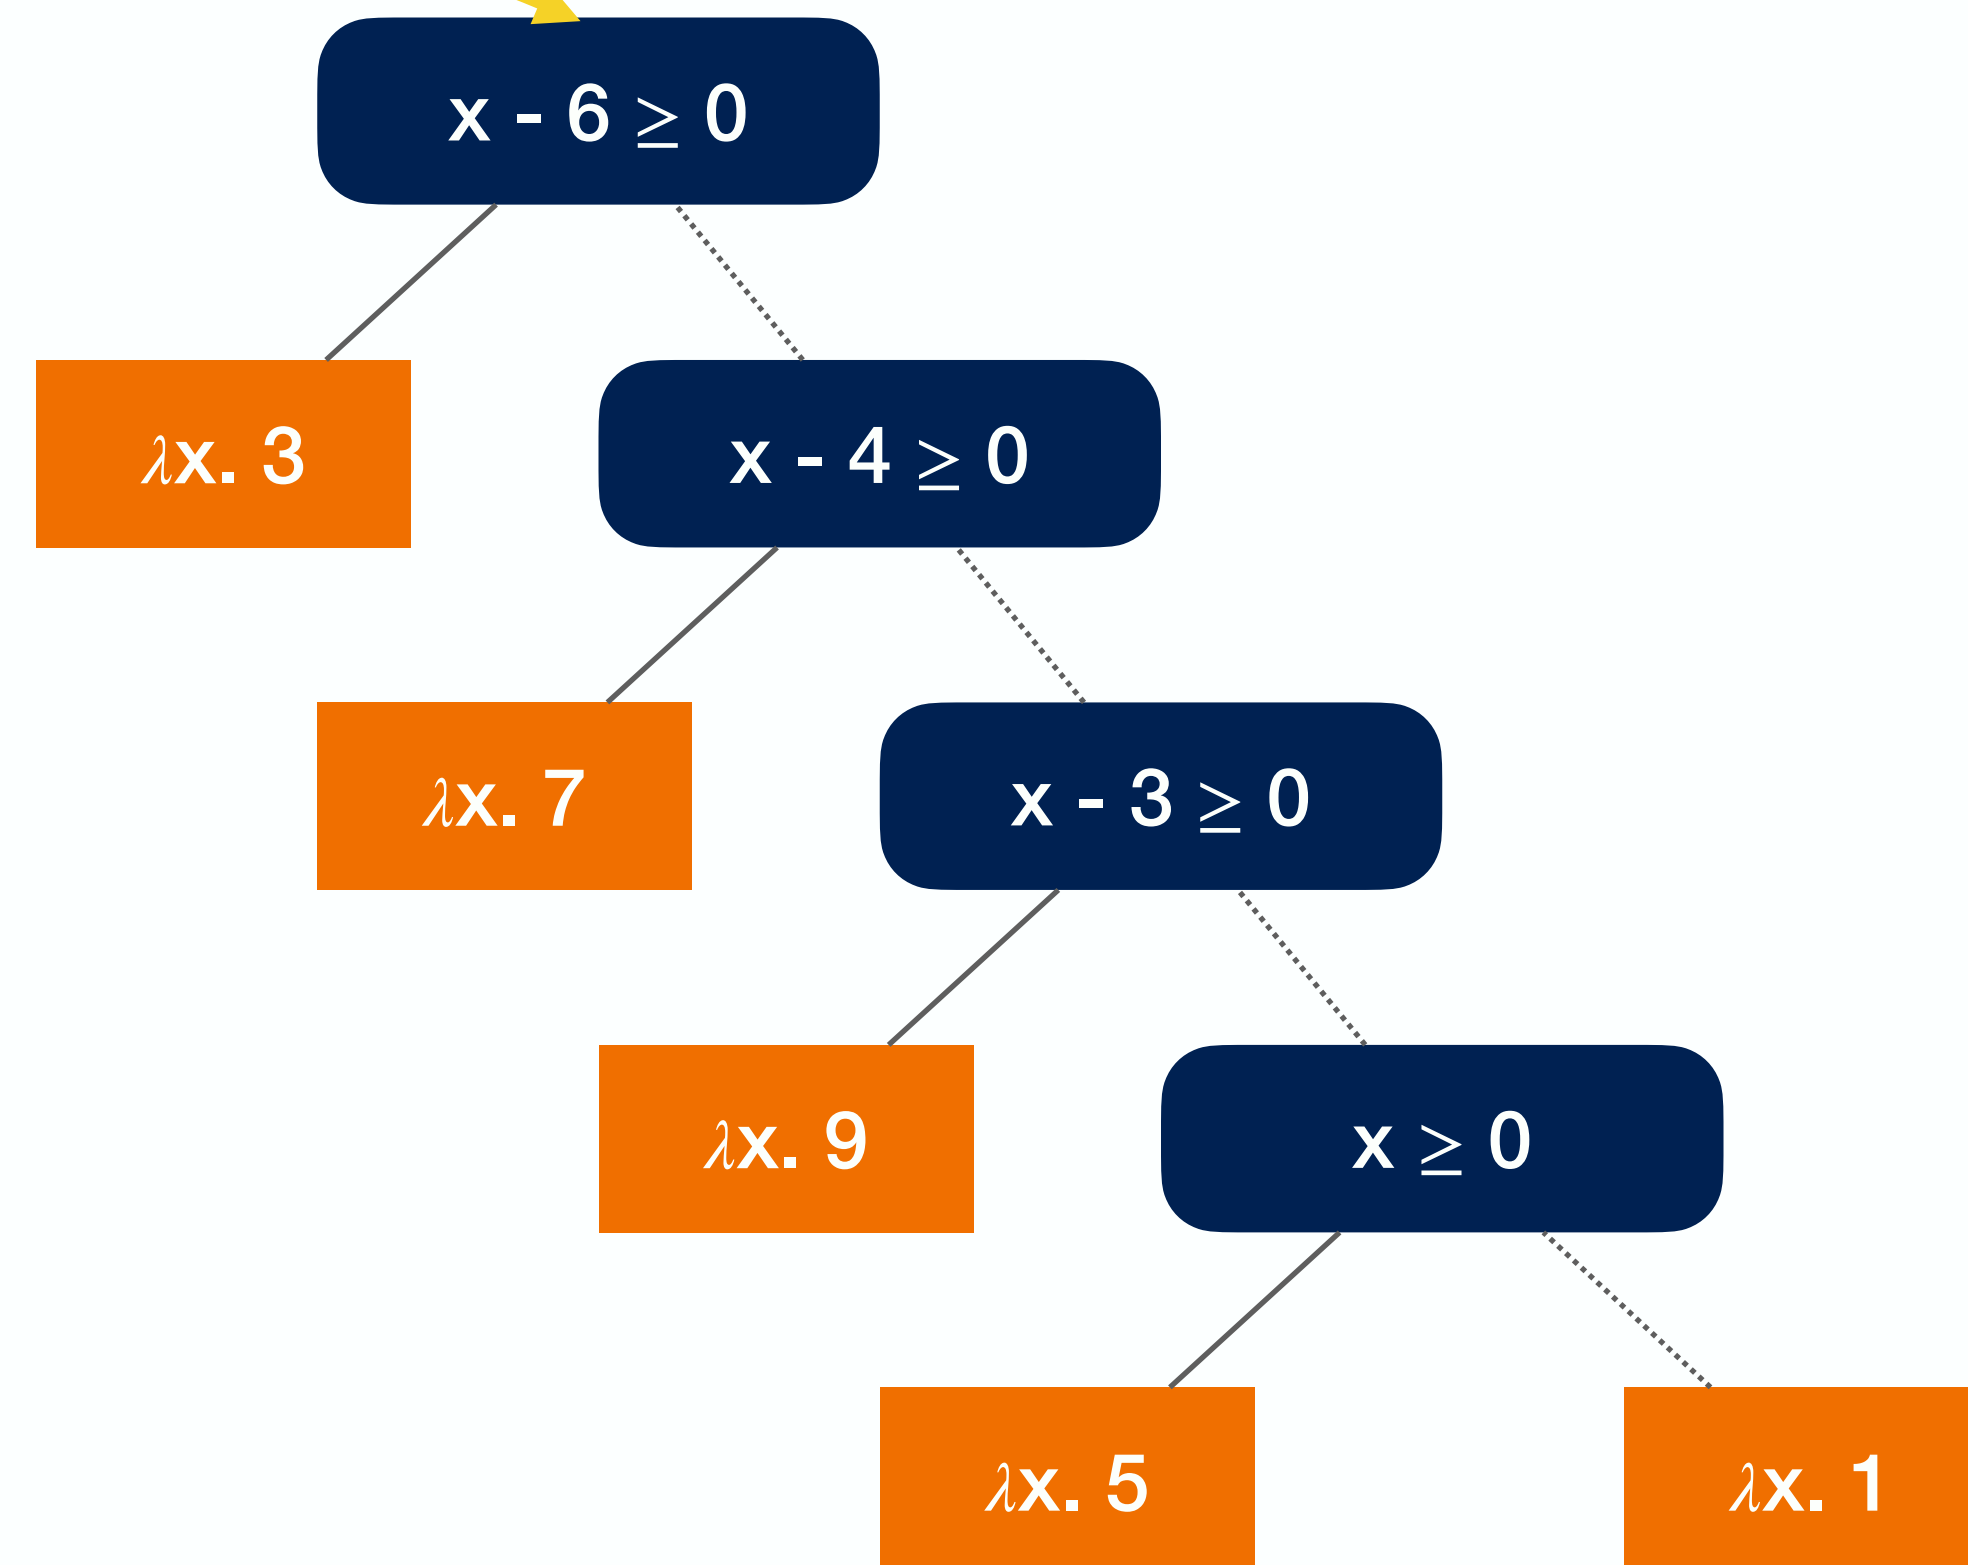 x - 6 ≥ 0
λx. 3
x - 4 ≥ 0
λx. 7
x - 3 ≥ 0
λx. 9
x ≥ 0
λx. 5
λx. 1